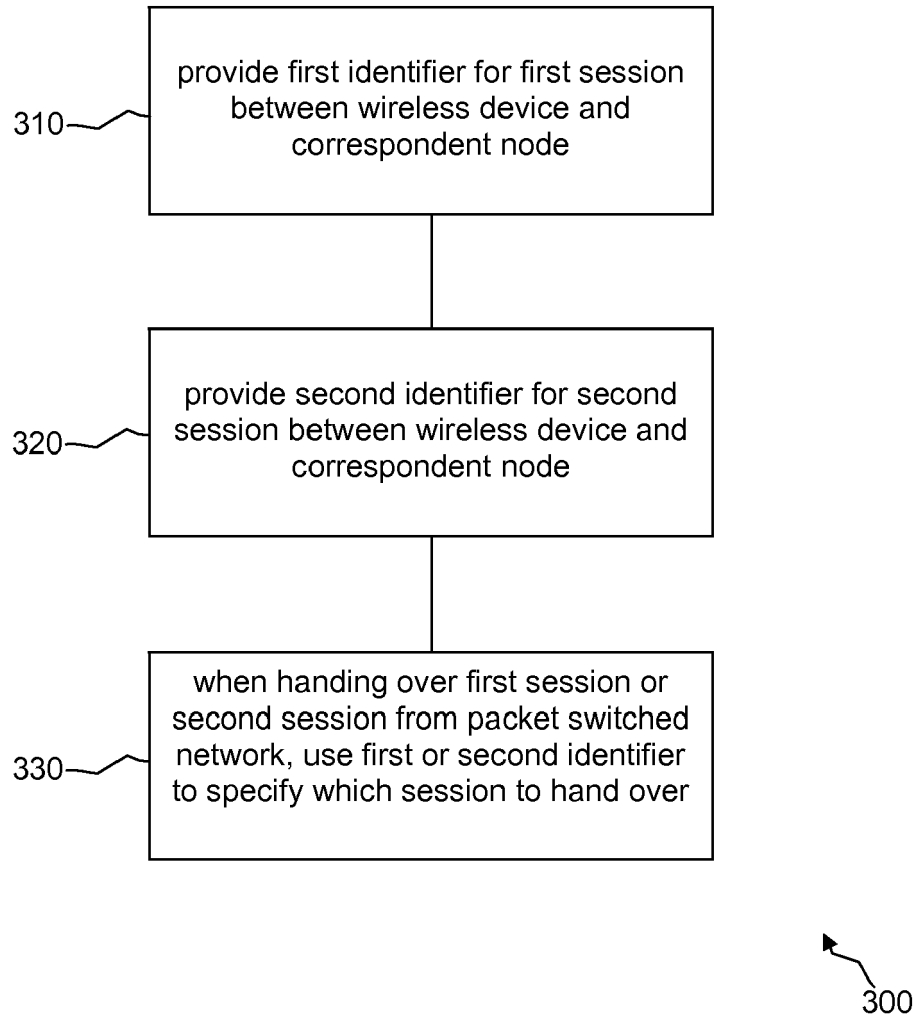 provide first identifier for first session
between wireless device and
correspondent node
310
provide second identifier for second
session between wireless device and
correspondent node
320
when handing over first session or
second session from packet switched
network, use first or second identifier
to specify which session to hand over
330
300